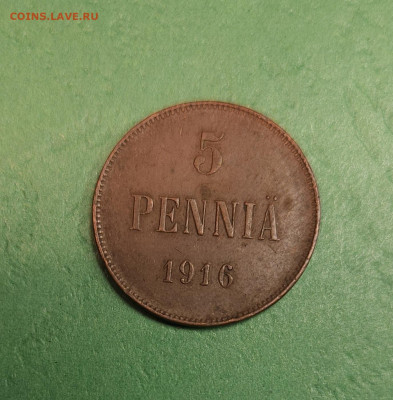 COINS.LAVE.RU
5
PENNIÄ
1916